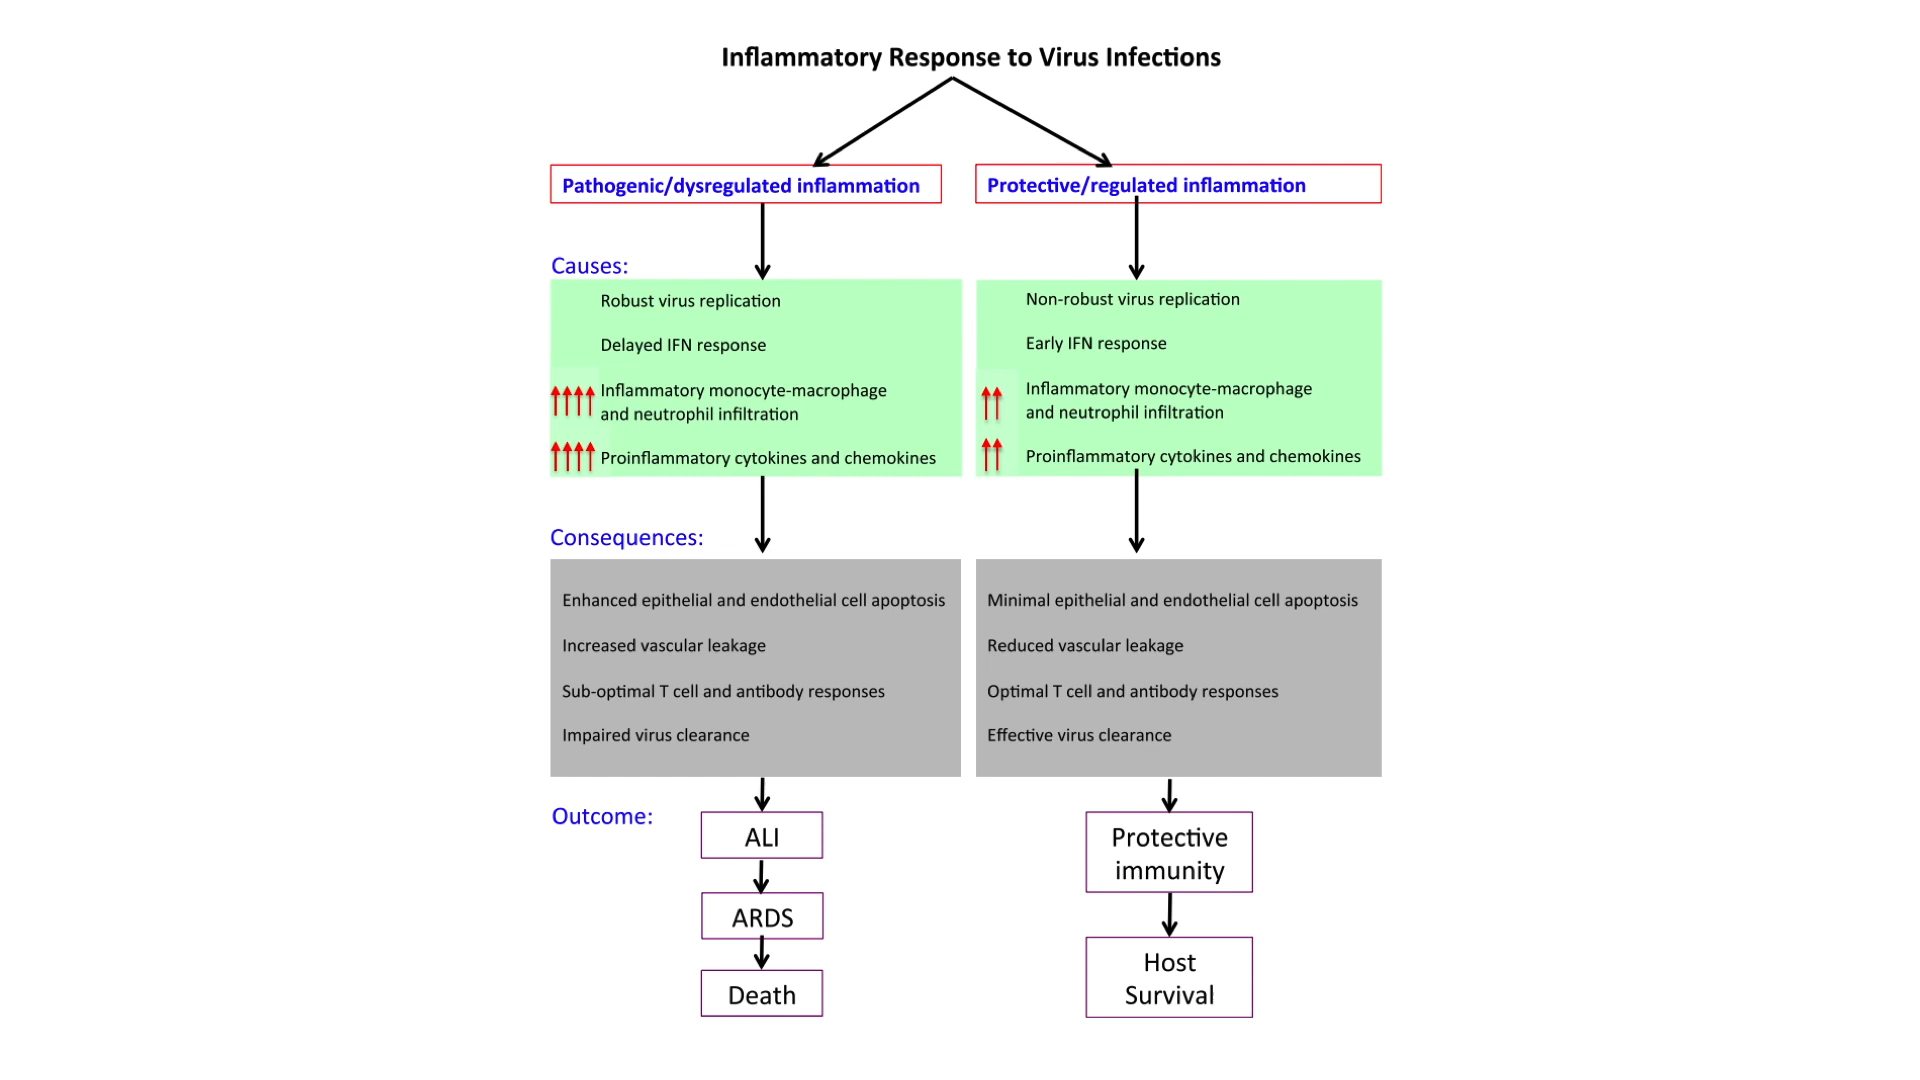 Inflammatory Response to Virus Infections
Pathogenic/dysregulated inflammation
Protective/regulated inflammation
Causes:
Robust virus replication
Delayed IFN response
Inflammatory monocyte-macrophage
and neutrophil infiltration
Proinflammatory cytokines and chemokines
Non-robust virus replication
Early IFN response
Inflammatory monocyte-macrophage
and neutrophil infiltration
Proinflammatory cytokines and chemokines
Consequences:
Enhanced epithelial and endothelial cell apoptosis
Increased vascular leakage
Sub-optimal T cell and antibody responses
Impaired virus clearance
Minimal epithelial and endothelial cell apoptosis
Reduced vascular leakage
Optimal T cell and antibody responses
Effective virus clearance
Outcome:
ALI
ARDS
Death
Protective
immunity
Host
Survival